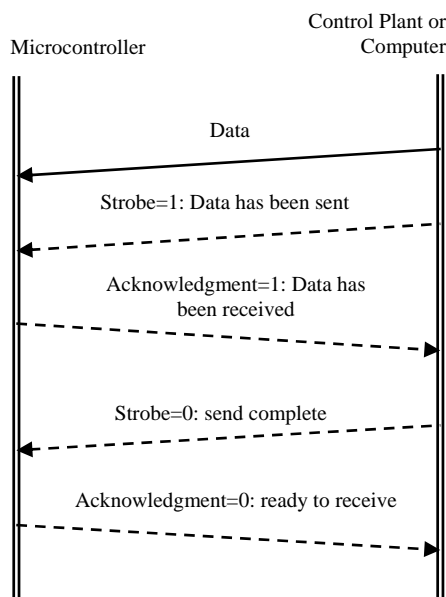 Control Plant or
Computer
Microcontroller
Data
Strobe=1: Data has been sent
Acknowledgment=1: Data has
been received
Strobe=0: send complete
Acknowledgment=0: ready to receive